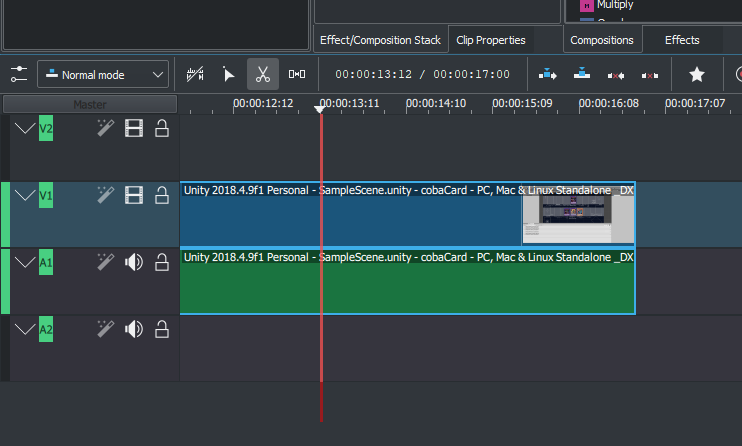 Multiply
Effect/Composition Stack
Clip Properties
Compositions
Effects
Normal mode
00:00:13:12 / 00:00:17:00
Master
00:00:12:12
00:00:13:11
00:00:14:10
00:00:15:09
00:00:16:08
00:00:17:07
V2
V1
Unity 2018.4.9f1 Personal - SampleScene.unity - cobaCard - PC, Mac & Linux Standalone _DX
A1
Unity 2018.4.9f1 Personal - SampleScene.unity - cobaCard - PC, Mac & Linux Standalone _DX
A2